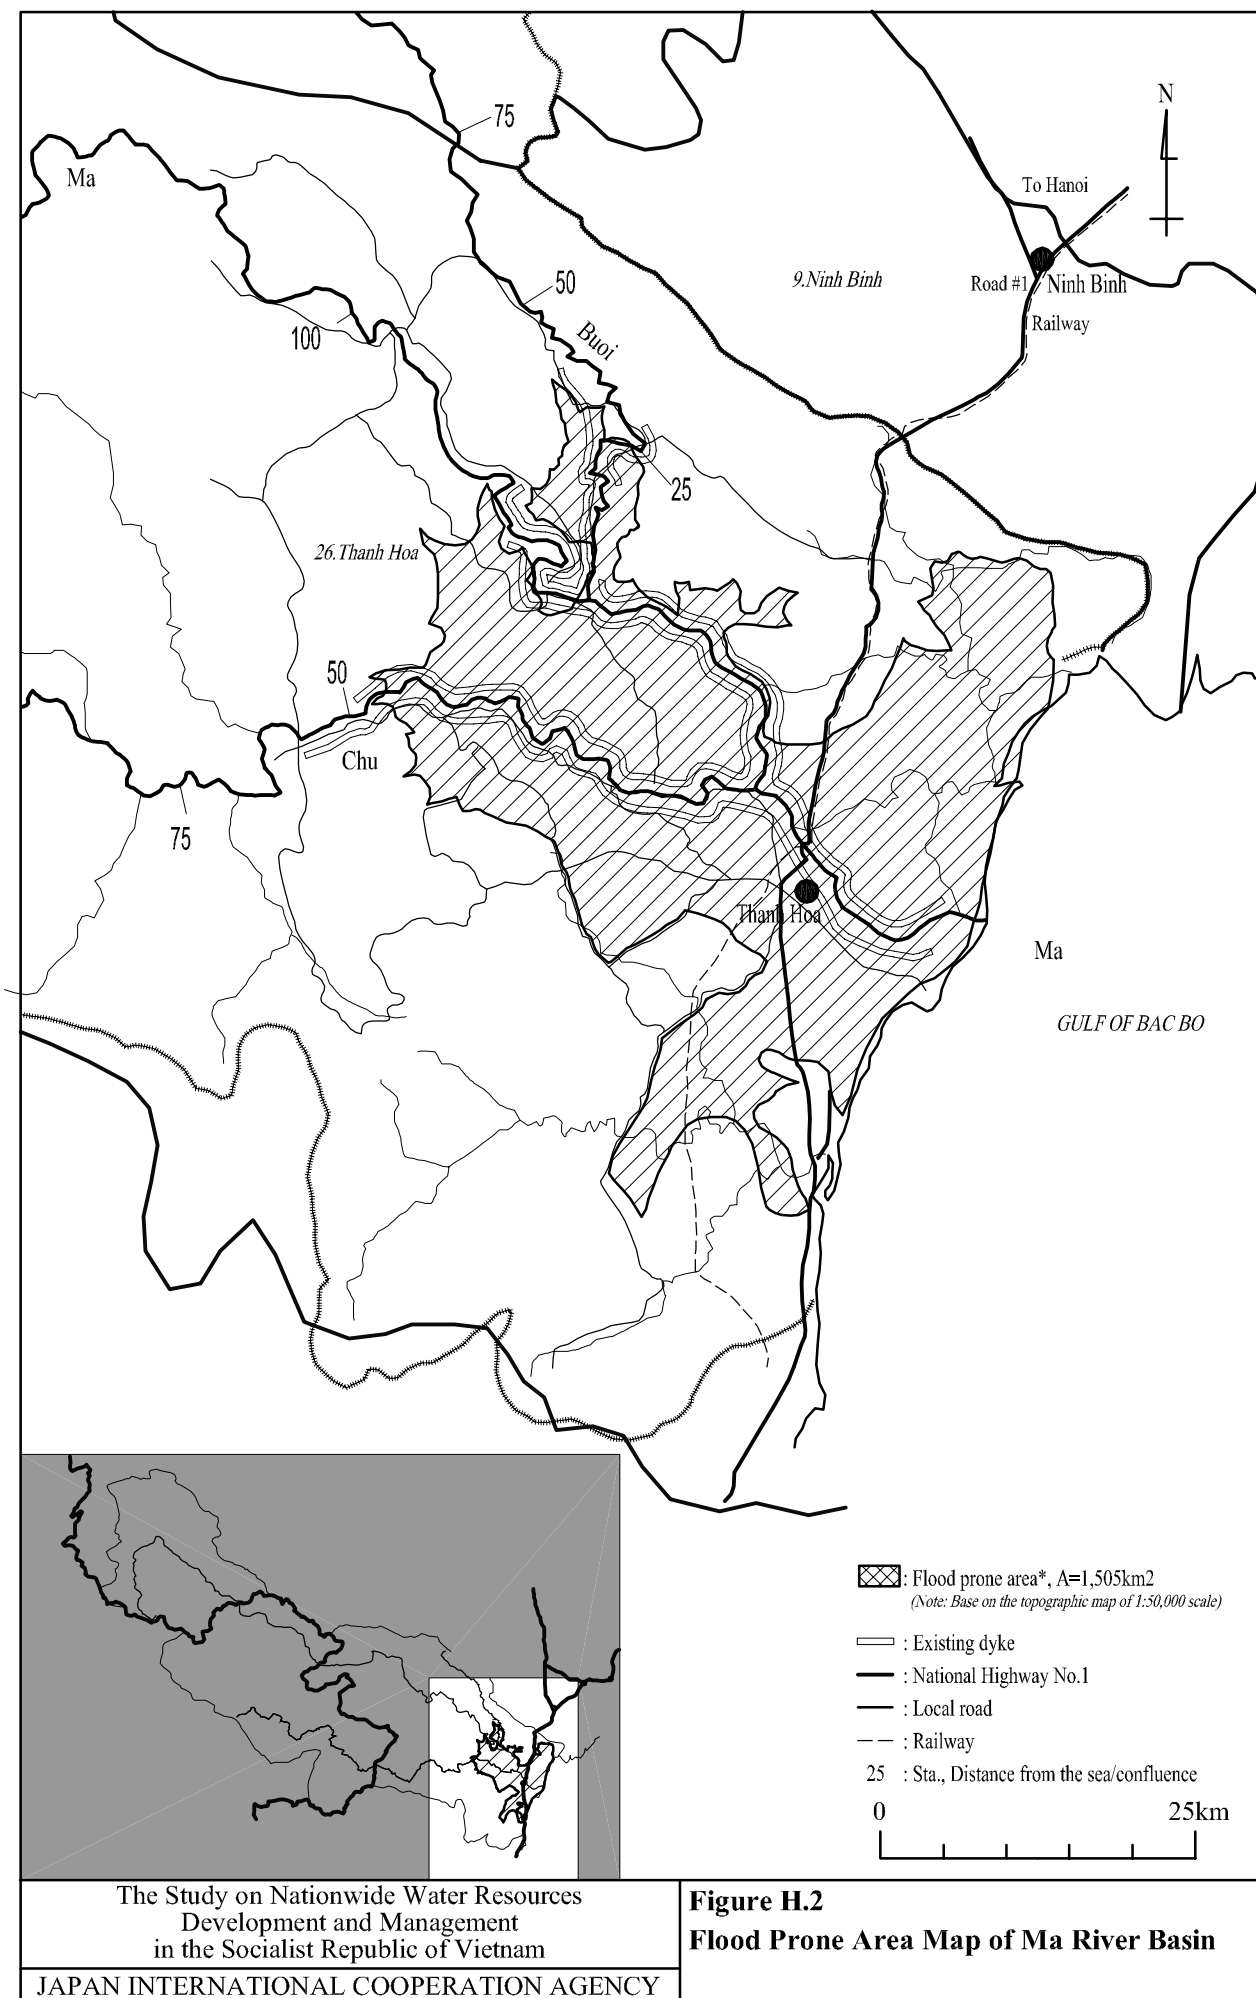 75
N
Ma
To Hanoi
9.Ninh Binh
50
Road #1
Ninh Binh
100
Railway
Buoi
25
26.Thanh Hoa
50
Chu
75
Thanh Hoa
Ma
GULF OF BAC BO
: Flood prone area*, A=1,505km2
(Note: Base on the topographic map of 1:50,000 scale)
: Existing dyke
: National Highway No.1
: Local road
: Railway
25 : Sta., Distance from the sea/confluence
0 25km
The Study on Nationwide Water Resources
Development and Management
in the Socialist Republic of Vietnam
JAPAN INTERNATIONAL COOPERATION AGENCY
Figure H.2
Flood Prone Area Map of Ma River Basin